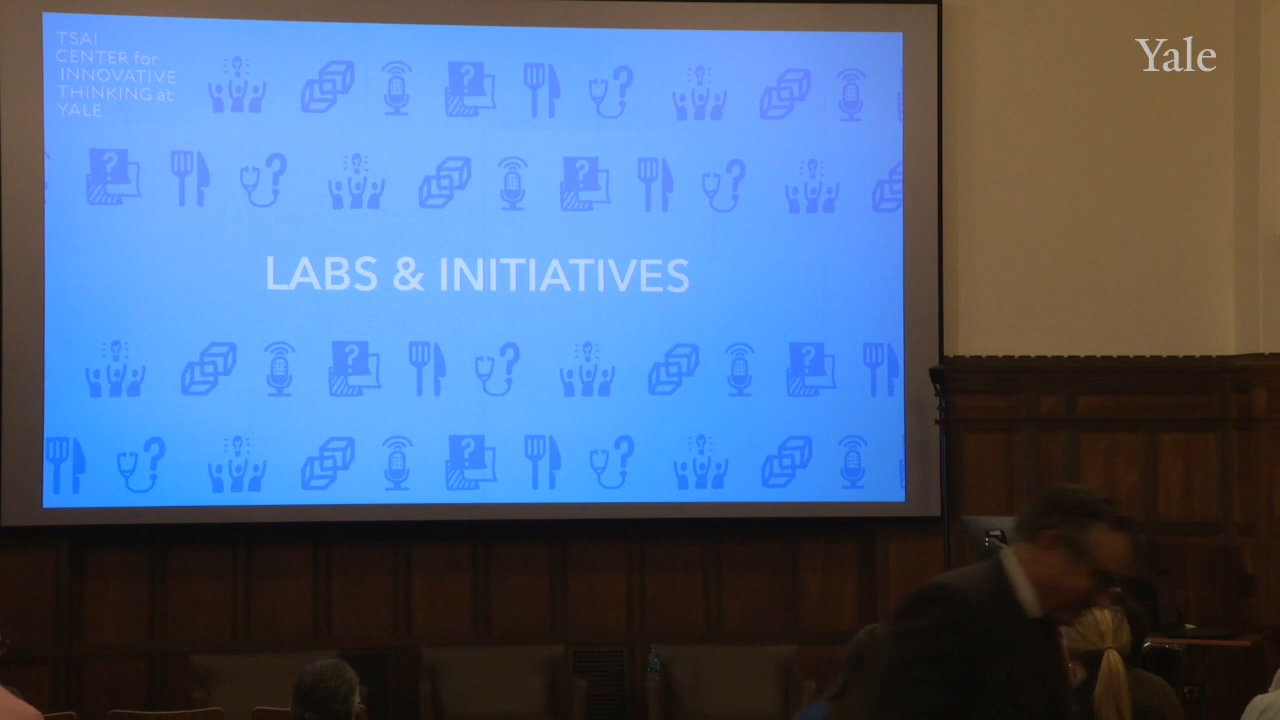 TSAI
CENTER for
INNOVATIVE
THINKING at
YALE
Yale
LABS & INITIATIVES